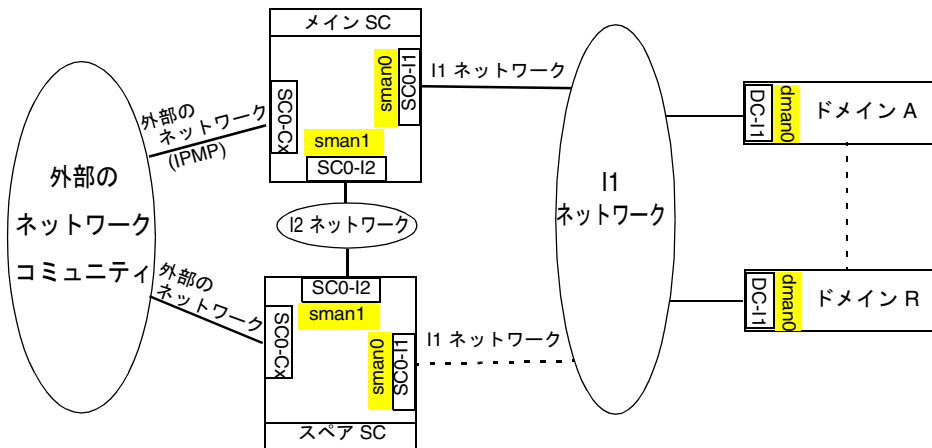 メイン SC
sman0
SC0-I1
I1 ネットワーク
SC0-Cx
sman1
SC0-I2
外部の
ネットワーク
(IPMP)
外部の
ネットワーク
コミュニティ
I2 ネットワーク
外部の
ネットワーク
SC0-I2
sman1
SC0-Cx
sman0
SC0-I1
I1 ネットワーク
スペア SC
I1
ネットワーク
DC-I1
dman0
ドメイン A
DC-I1
dman0
ドメイン R